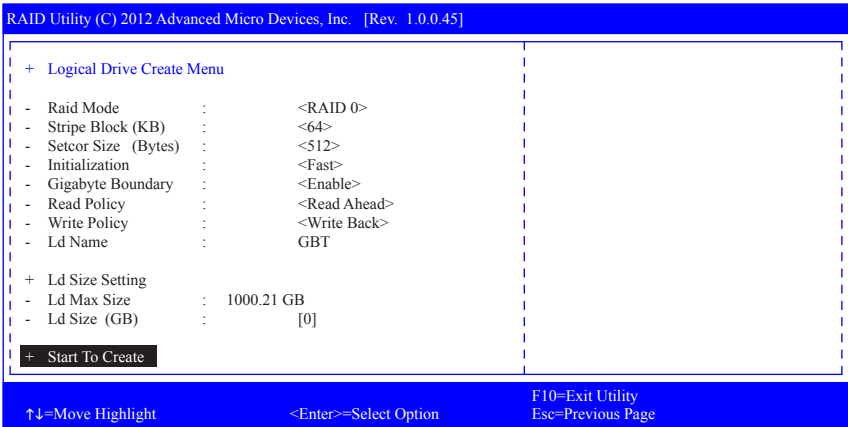 RAID Utility (C) 2012 Advanced Micro Devices, Inc. [Rev. 1.0.0.45]
+ Logical Drive Create Menu
- Raid Mode : <RAID 0>
- Stripe Block (KB) : <64>
- Setcor Size (Bytes) : <512>
- Initialization : <Fast>
- Gigabyte Boundary : <Enable>
- Read Policy : <Read Ahead>
- Write Policy : <Write Back>
- Ld Name : GBT
+ Ld Size Setting
- Ld Max Size : 1000.21 GB
- Ld Size (GB) : [0]
+ Start To Create
F10=Exit Utility
↑↓=Move Highlight <Enter>=Select Option Esc=Previous Page